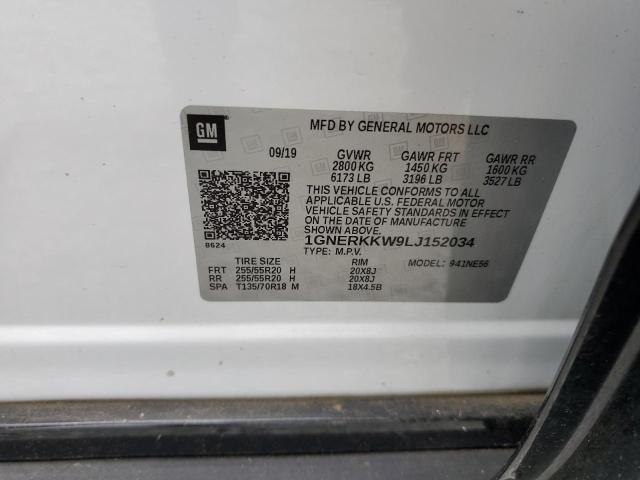 GM
MFD BY GENERAL MOTORS LLC
09/19 GVWR GAWR FRT GAWR RR
2800 KG 1450 KG 1600 KG
6173 LB 3196 LB 3527 LB
THIS VEHICLE CONFORMS TO ALL
APPLICABLE U.S. FEDERAL MOTOR
VEHICLE SAFETY STANDARDS IN EFFECT
ON THE DATE OF MANUFACTURE
SHOWN ABOVE.
8624 1GNERKKW9LJ152034
TYPE: M.P.V. MODEL: 941NE56
TIRE SIZE RIM
FRT 255/55R20 H 20X8J
RR 255/55R20 H 20X8J
SPA T135/70R18 M 18X4.5B